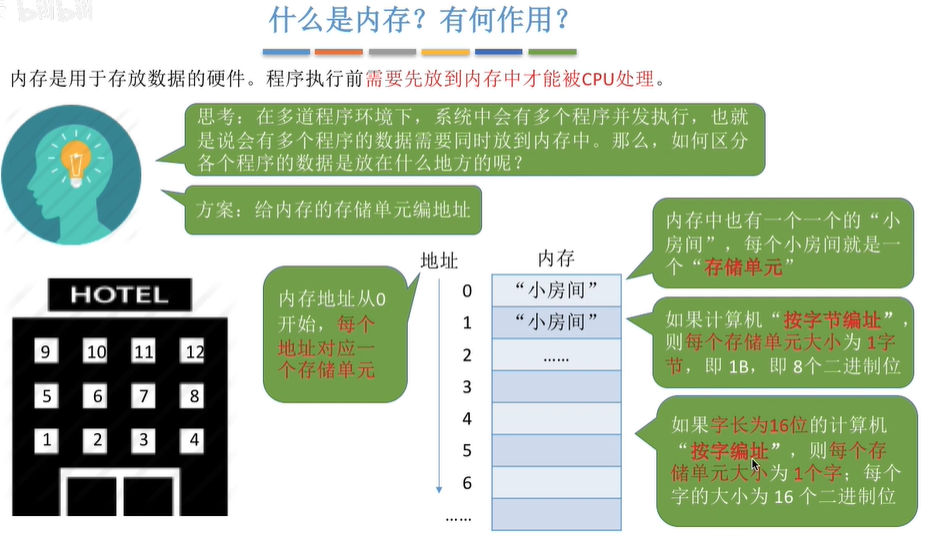 bilibili
什么是内存？有何作用？
内存是用于存放数据的硬件。程序执行前需要先放到内存中才能被CPU处理。
思考：在多道程序环境下，系统中会有多个程序并发执行，也就
是说会有多个程序的数据需要同时放到内存中。那么，如何区分
各个程序的数据是放在什么地方的呢？
方案：给内存的存储单元编地址
内存中也有一个一个的“小
房间”，每个小房间就是一
个“存储单元”
地址
内存
内存地址从0
开始，每个
地址对应一
个存储单元
0
“小房间”
1
“小房间”
2
……
3
4
5
6
……
如果计算机“按字节编址”，
则每个存储单元大小为 1字
节，即 1B，即 8个二进制位
如果字长为16位的计算机
“按字编址”，则每个存
储单元大小为 1个字；每个
字的大小为 16 个二进制位
HOTEL
9 10 11 12
5 6 7 8
1 2 3 4